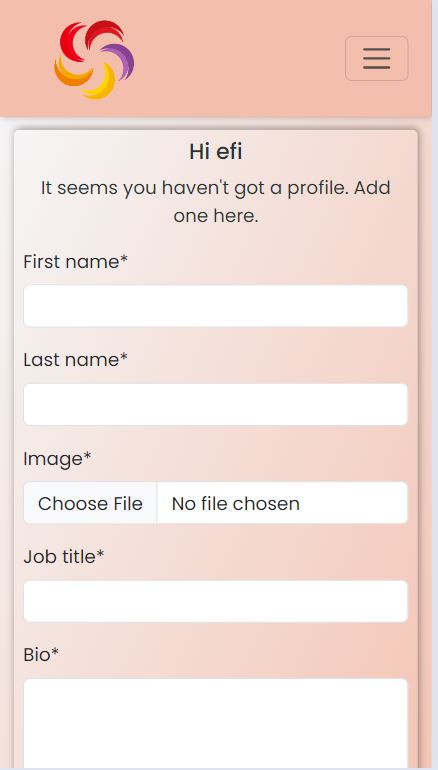 Hi efi
It seems you haven't got a profile. Add
one here.
First name*
Last name*
Image*
Choose File No file chosen
Job title*
Bio*